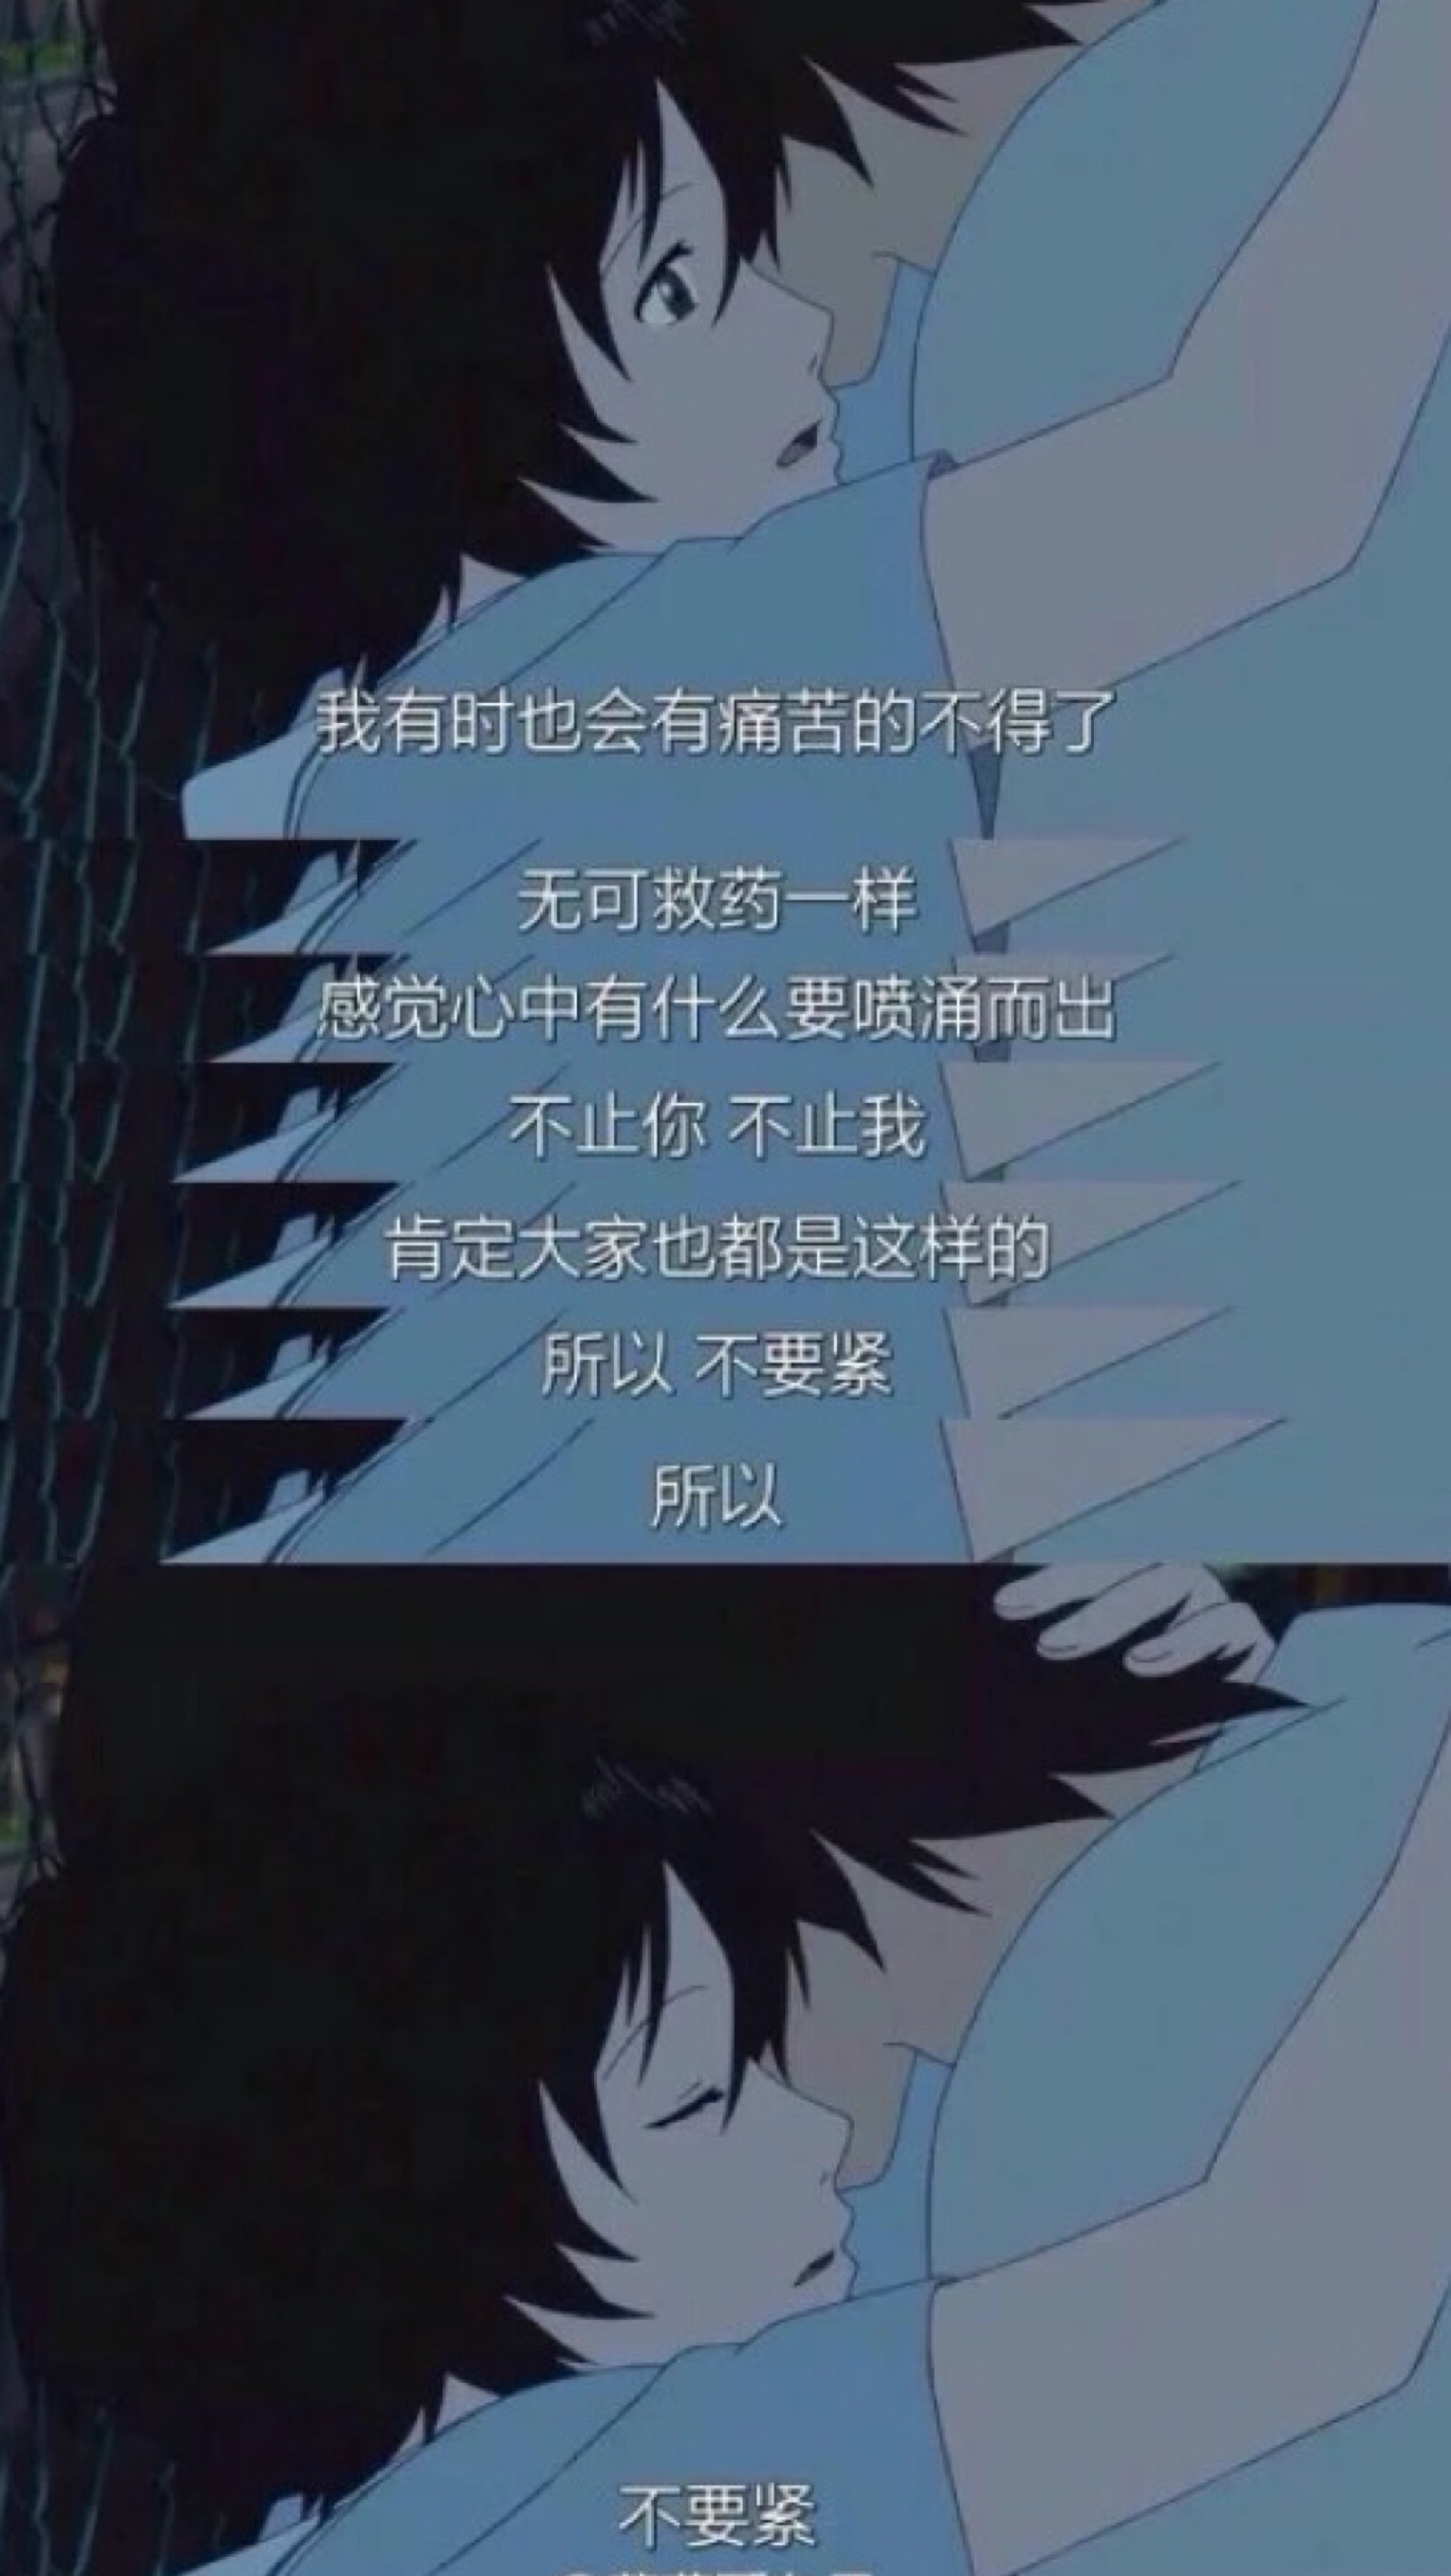 我有时也会有痛苦的不得了
无可救药一样
感觉心中有什么要喷涌而出
不止你 不止我
肯定大家也都是这样的
所以 不要紧
所以
不要紧